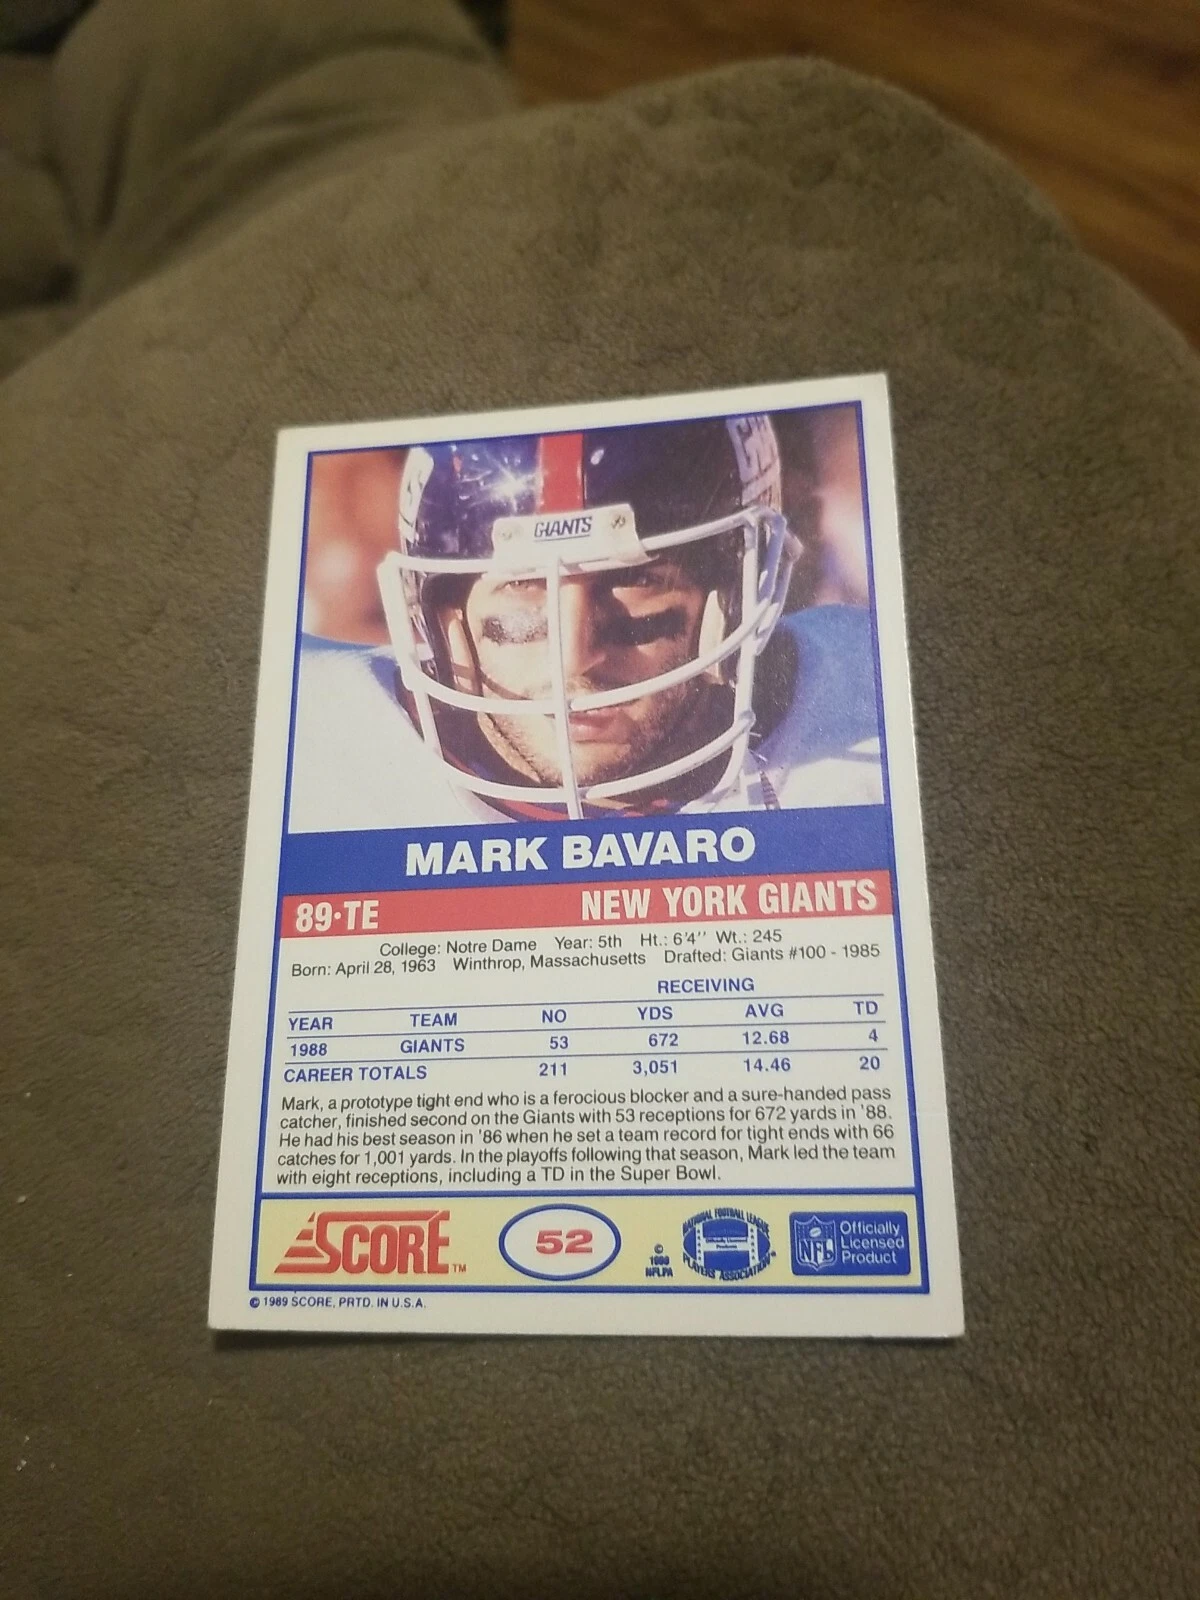 GIANTS
MARK BAVARO
89·TE NEW YORK GIANTS
College: Notre Dame Year: 5th Ht.: 6'4'' Wt.: 245
Born: April 28, 1963 Winthrop, Massachusetts Drafted: Giants #100 - 1985
RECEIVING
YEAR TEAM NO YDS AVG TD
1988 GIANTS 53 672 12.68 4
CAREER TOTALS 211 3,051 14.46 20
Mark, a prototype tight end who is a ferocious blocker and a sure-handed pass
catcher, finished second on the Giants with 53 receptions for 672 yards in '88.
He had his best season in '86 when he set a team record for tight ends with 66
catches for 1,001 yards. In the playoffs following that season, Mark led the team
with eight receptions, including a TD in the Super Bowl.
SCORE™
52
©
NFLPA
NATIONAL FOOTBALL LEAGUE
PLAYERS ASSOCIATION
NFL
Officially
Licensed
Product
© 1989 SCORE, PRTD. IN U.S.A.